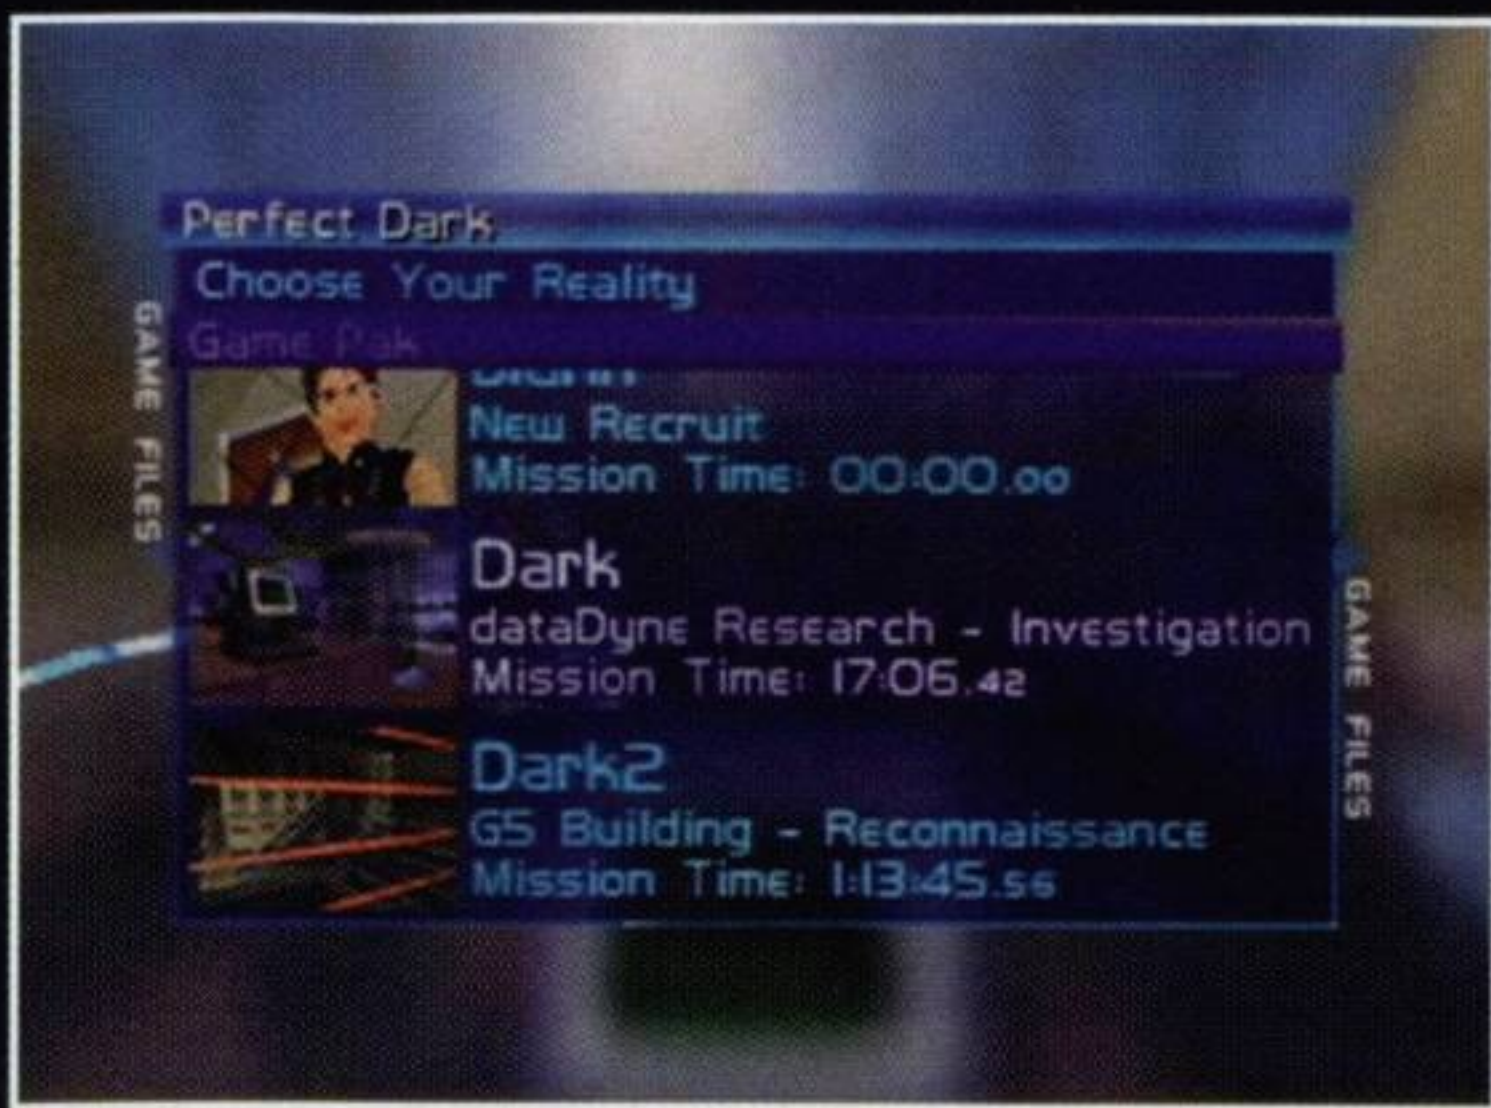 Perfect Dark
Choose Your Reality
Game Pak
New Recruit
Mission Time: 00:00.00
Dark
dataDyne Research - Investigation
Mission Time: 17:06.42
Dark2
G5 Building - Reconnaissance
Mission Time: 1:13:45.56
GAME FILES
GAME FILES